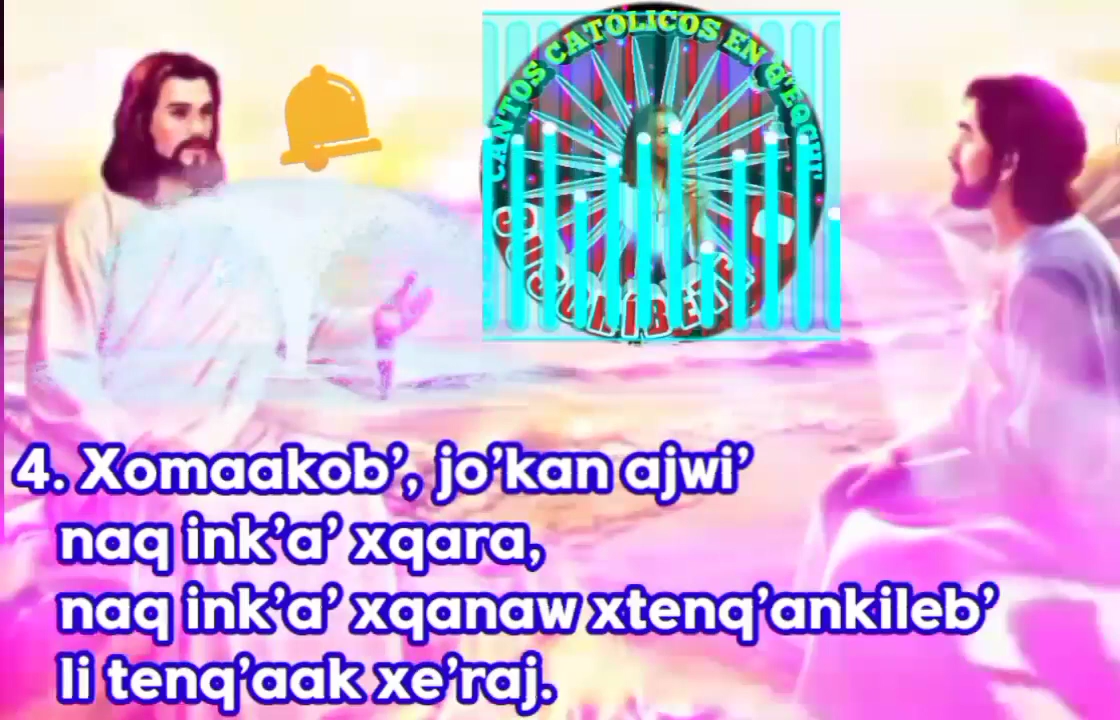 CANTOS CATÓLICOS EN Q'EQCHI'
4. Xomaakob’, jo’kan ajwi’
naq ink’a’ xqara,
naq ink’a’ xqanaw xtenq’ankileb’
li tenq’aak xe’raj.